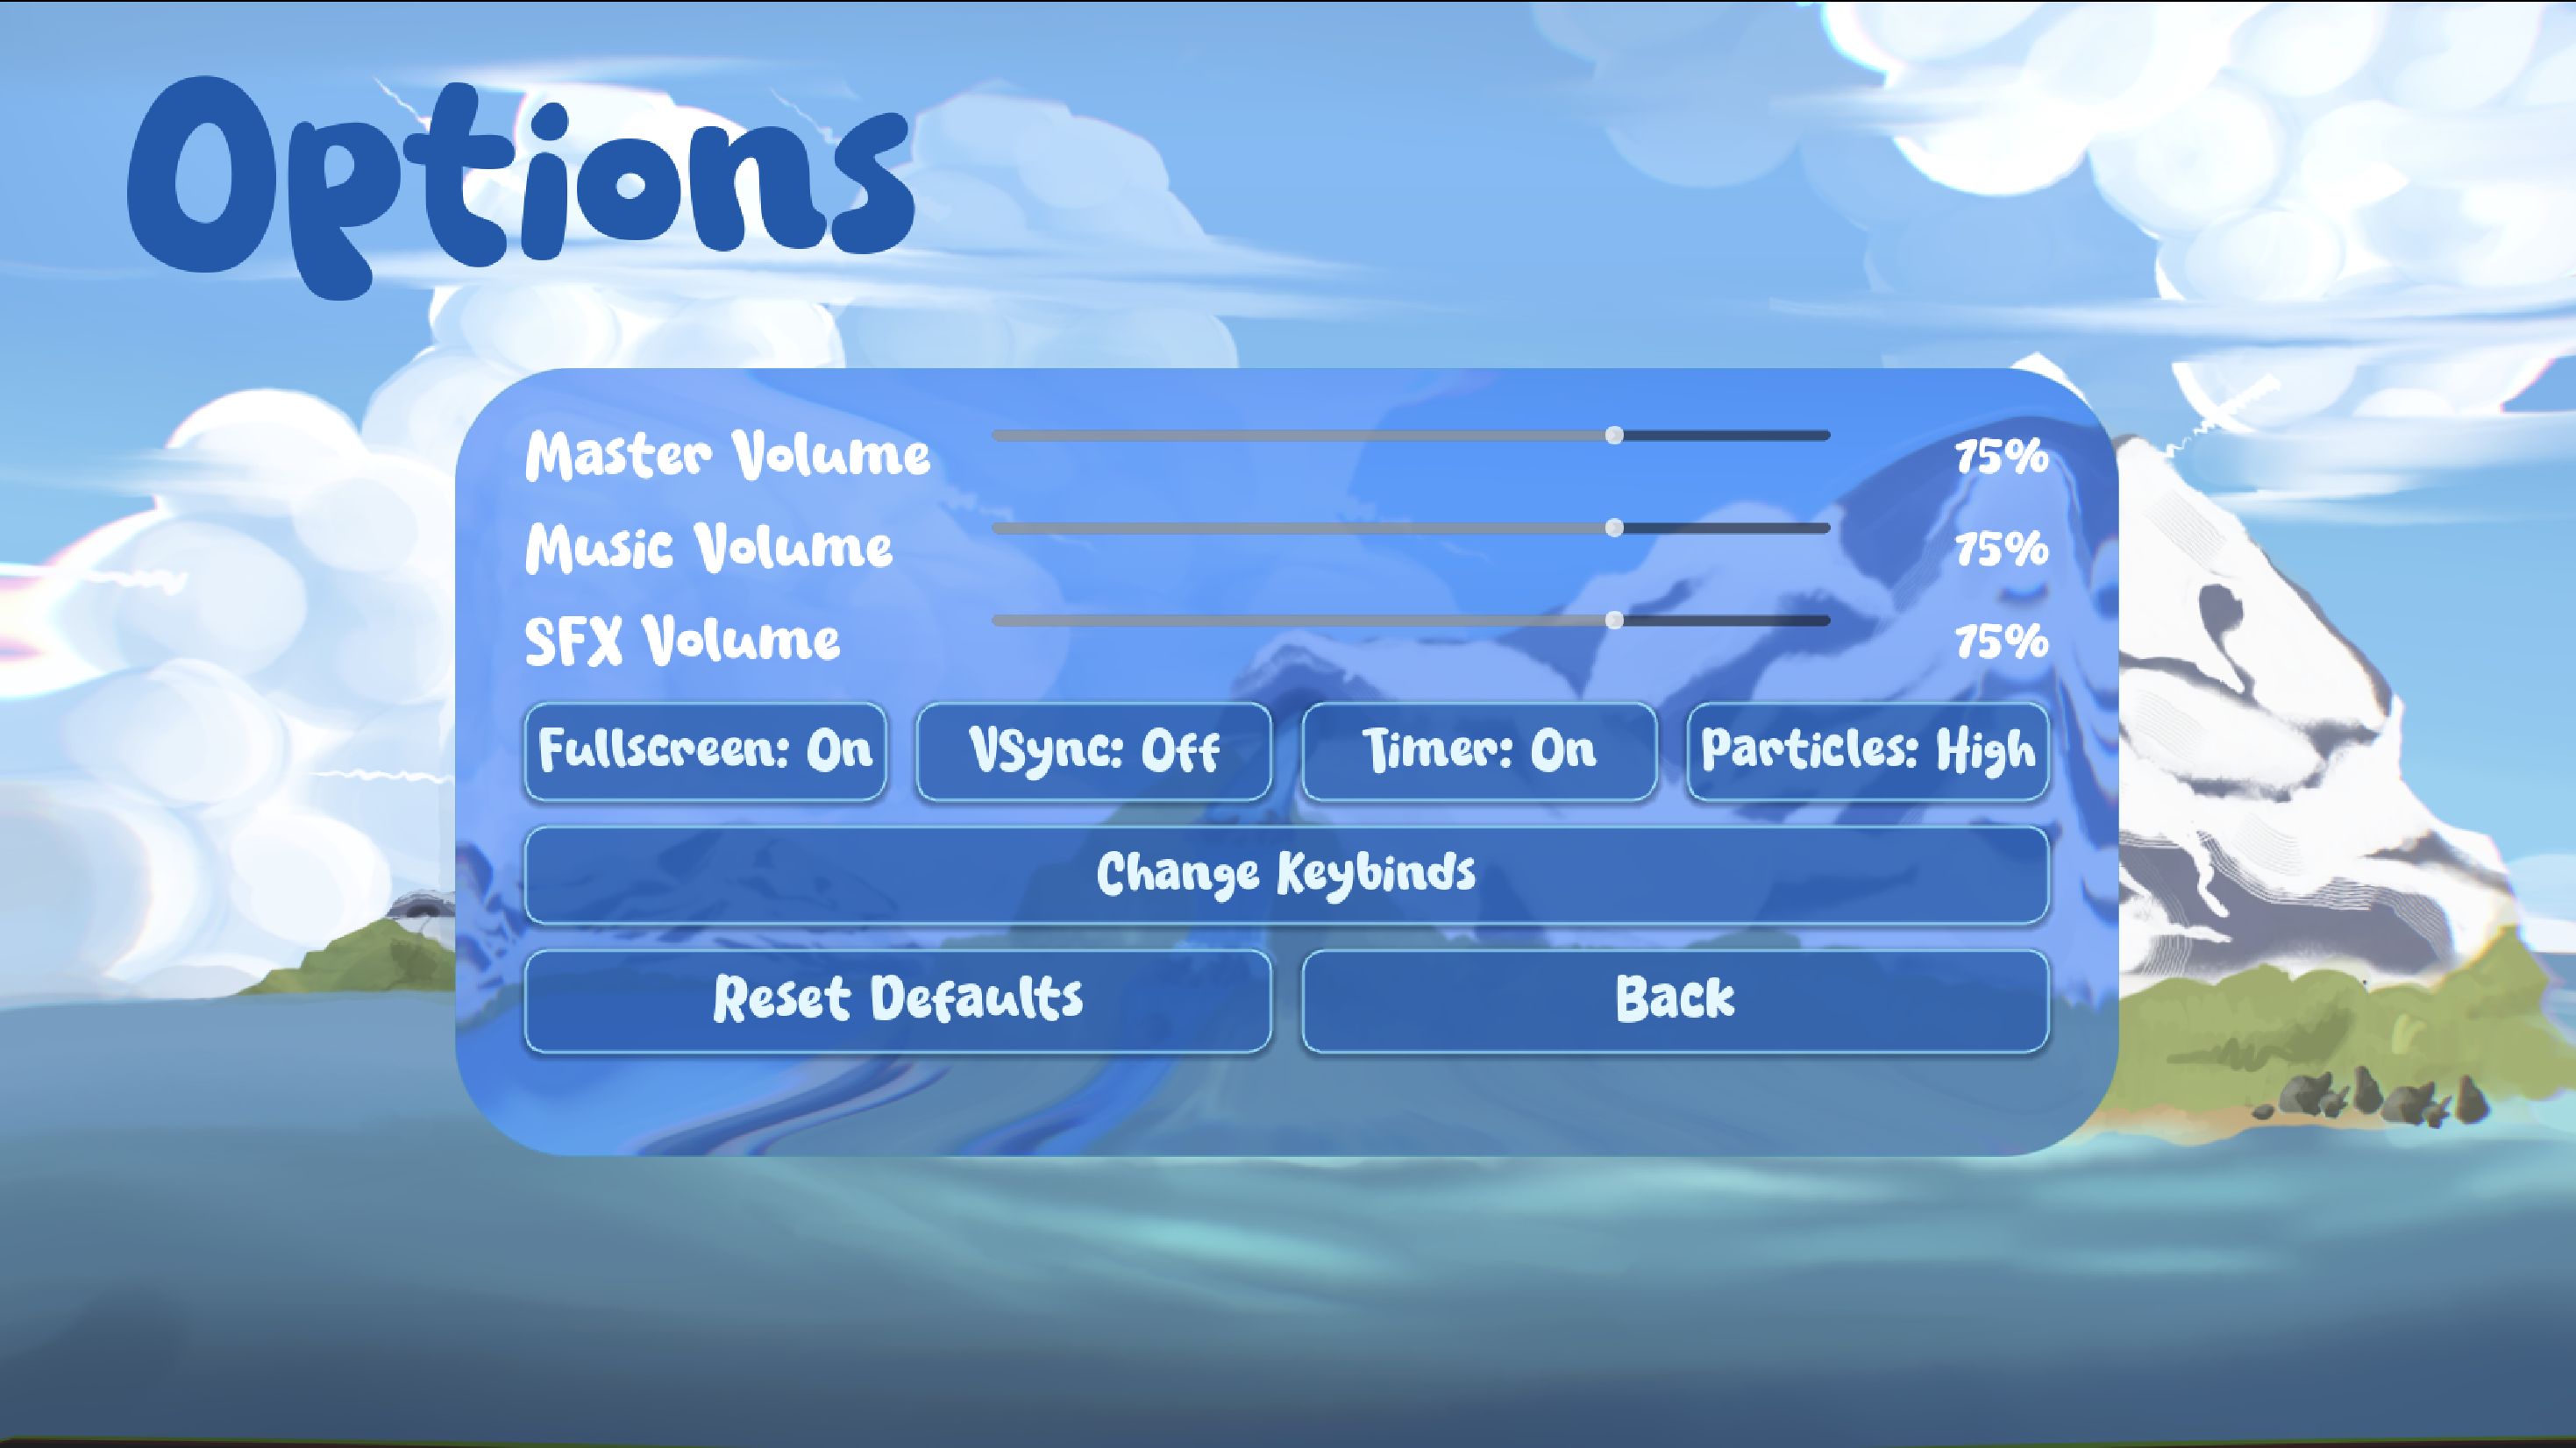 Options
Master Volume 75%
Music Volume 75%
SFX Volume 75%
Fullscreen: On VSync: Off Timer: On Particles: High
Change Keybinds
Reset Defaults Back